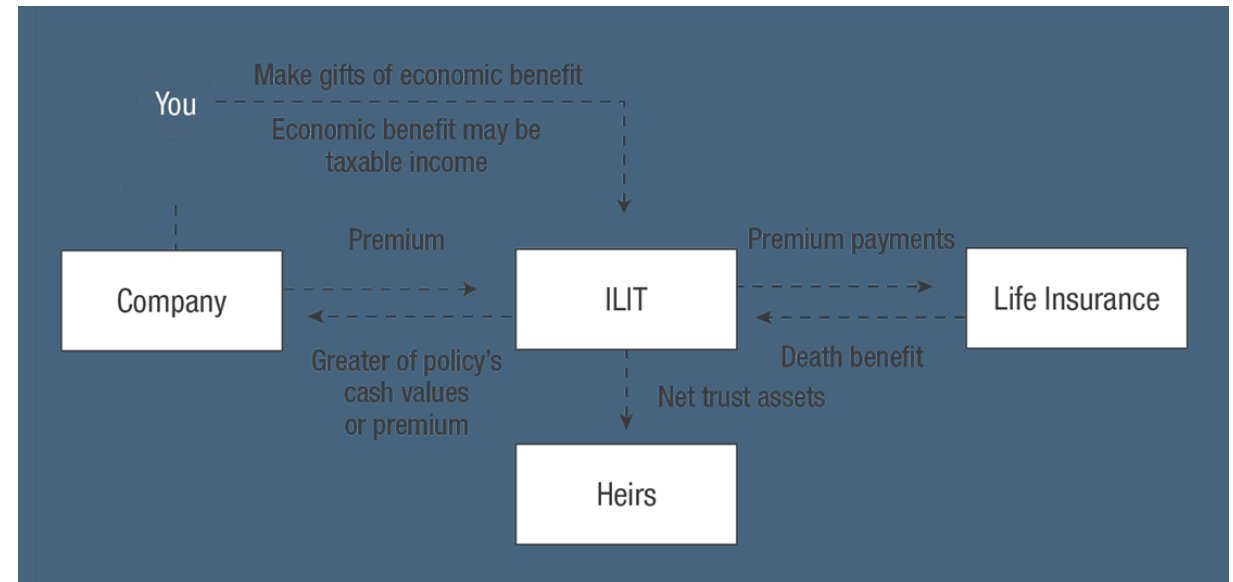 Make gifts of economic benefit
You
Economic benefit may be
taxable income
Premium
Premium payments
Company
ILIT
Life Insurance
Greater of policy's
cash values
or premium
Death benefit
Net trust assets
Heirs